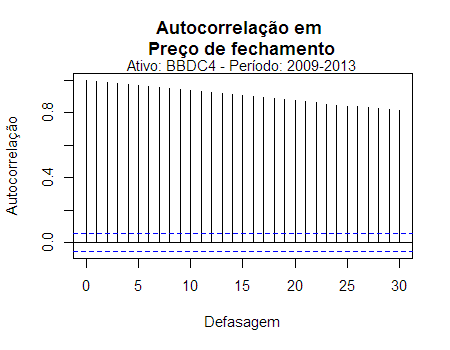 Autocorrelação em
Preço de fechamento
Ativo: BBDC4 - Período: 2009-2013
Autocorrelação
0.8
0.4
0.0
0 5 10 15 20 25 30
Defasagem